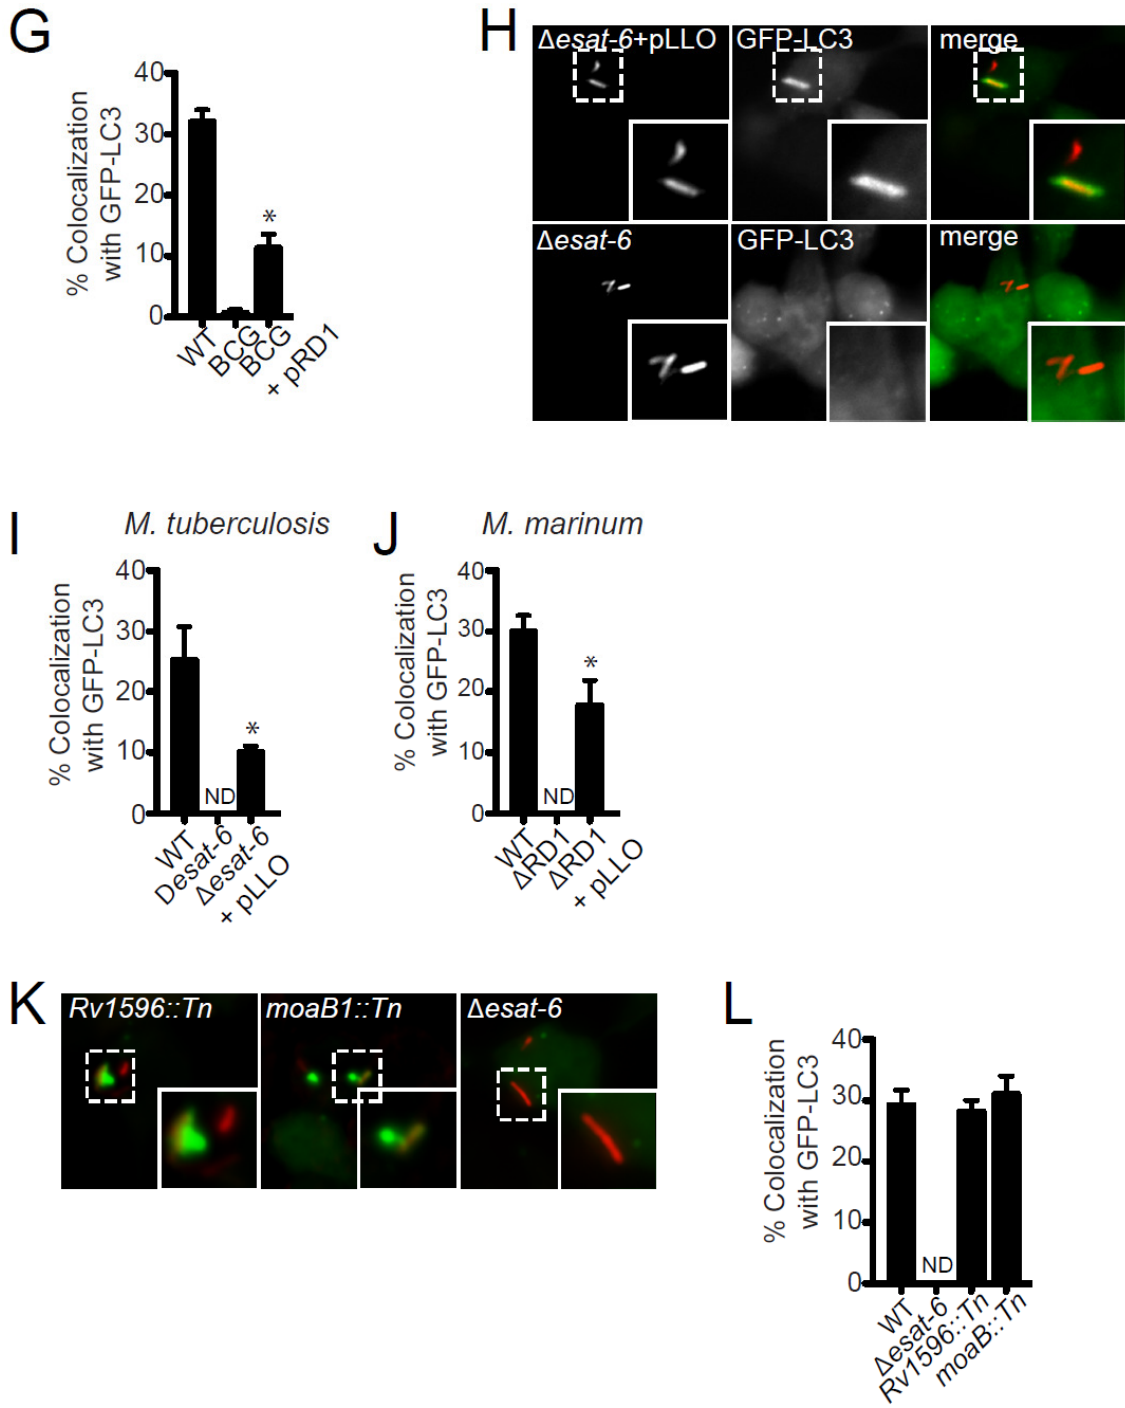 G
% Colocalization
with GFP-LC3
40
30
20
10
0
WT
BCG
BCG
+ pRD1
H
Δesat-6+pLLO
GFP-LC3
merge
Δesat-6
GFP-LC3
merge
I
M. tuberculosis
% Colocalization
with GFP-LC3
40
30
20
10
0
*
ND
WT
Desat-6
Δesat-6
+ pLLO
J
M. marinum
% Colocalization
with GFP-LC3
40
30
20
10
0
*
ND
WT
ΔRD1
ΔRD1
+ pLLO
K
Rv1596::Tn
moaB1::Tn
Δesat-6
L
% Colocalization
with GFP-LC3
40
30
20
10
0
ND
WT
Δesat-6
Rv1596::Tn
moaB::Tn